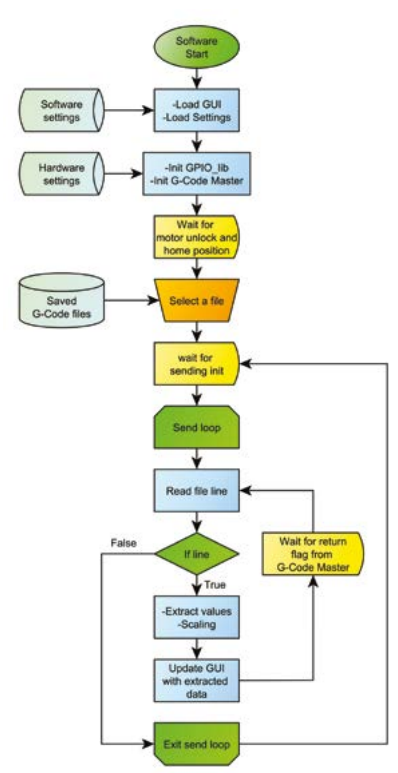 Software
Start
Software
settings
-Load GUI
-Load Settings
Hardware
settings
-Init GPIO_lib
-Init G-Code Master
Wait for
motor unlock and
home position
Saved
G-Code files
Select a file
wait for
sending init
Send loop
Read file line
False
If line
Wait for return
flag from
G-Code Master
True
-Extract values
-Scaling
Update GUI
with extracted
data
Exit send loop